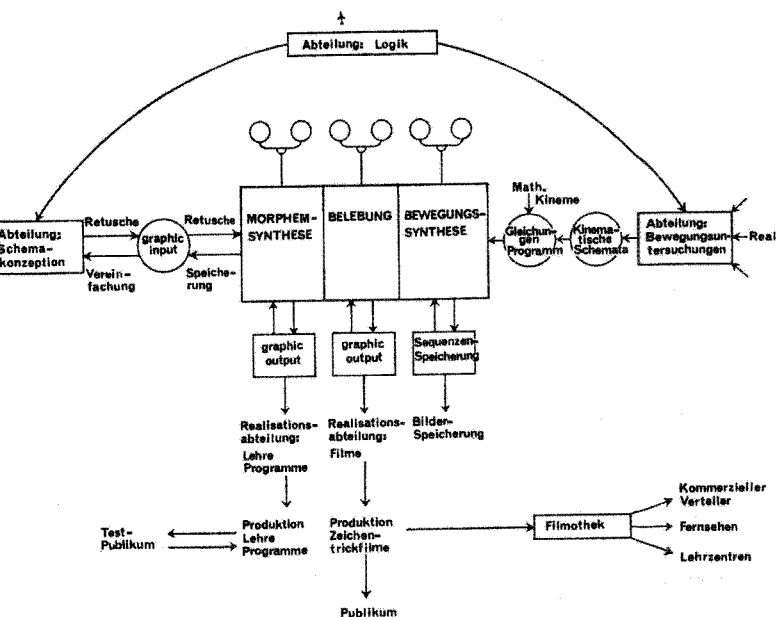 Abteilung: Logik
Abteilung:
Schema-
konzeption
Retusche
Verein-
fachung
graphic
input
Retusche
Speiche-
rung
MORPHEM-
SYNTHESE
BELEBUNG
BEWEGUNGS-
SYNTHESE
Math.
Kineme
Gleichun-
gen
Programm
Kinema-
tische
Schemata
Abteilung:
Bewegungsun-
tersuchungen
Real
graphic
output
graphic
output
Sequenzen-
Speicherung
Realisations-
abteilung:
Lehre
Programme
Realisations-
abteilung:
Filme
Bilder-
Speicherung
Test-
Publikum
Produktion
Lehre
Programme
Produktion
Zeichen-
trickfilme
Filmothek
Kommerzieller
Verteiler
Fernsehen
Lehrzentren
Publikum